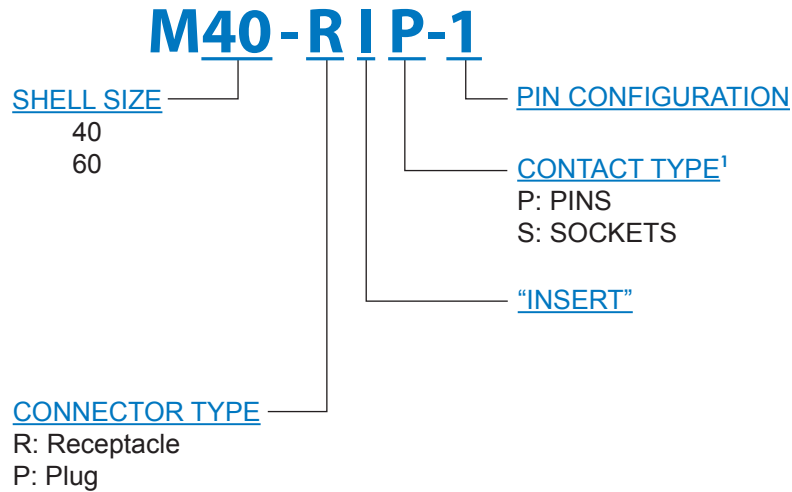 M40-RIP-1
SHELL SIZE
40
60
PIN CONFIGURATION
CONTACT TYPE¹
P: PINS
S: SOCKETS
“INSERT”
CONNECTOR TYPE
R: Receptacle
P: Plug